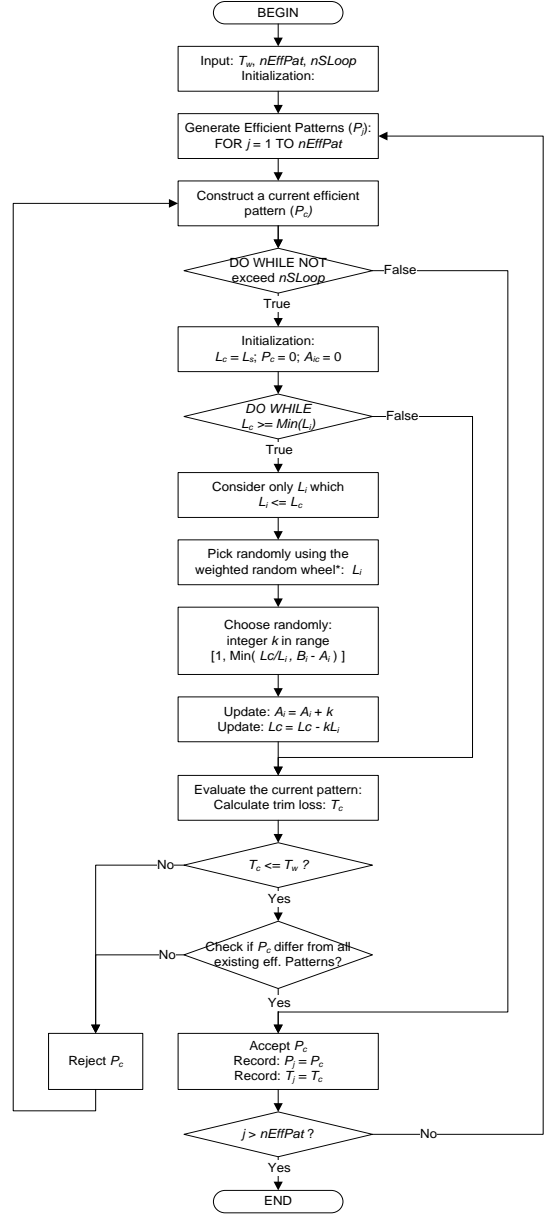 BEGIN
Input: Tw, nEffPat, nSLoop
Initialization:
Generate Efficient Patterns (Pj):
FOR j = 1 TO nEffPat
Construct a current efficient
pattern (Pc)
DO WHILE NOT
exceed nSLoop
False
True
Initialization:
Lc = Ls; Pc = 0; Aic = 0
DO WHILE
Lc >= Min(Li)
False
True
Consider only Li which
Li <= Lc
Pick randomly using the
weighted random wheel*: Li
Choose randomly:
integer k in range
[1, Min( Lc/Li , Bi - Ai ) ]
Update: Ai = Ai + k
Update: Lc = Lc - kLi
Evaluate the current pattern:
Calculate trim loss: Tc
No
Tc <= Tw ?
Yes
No
Check if Pc differ from all
existing eff. Patterns?
Yes
Reject Pc
Accept Pc
Record: Pj = Pc
Record: Tj = Tc
j > nEffPat ?
No
Yes
END